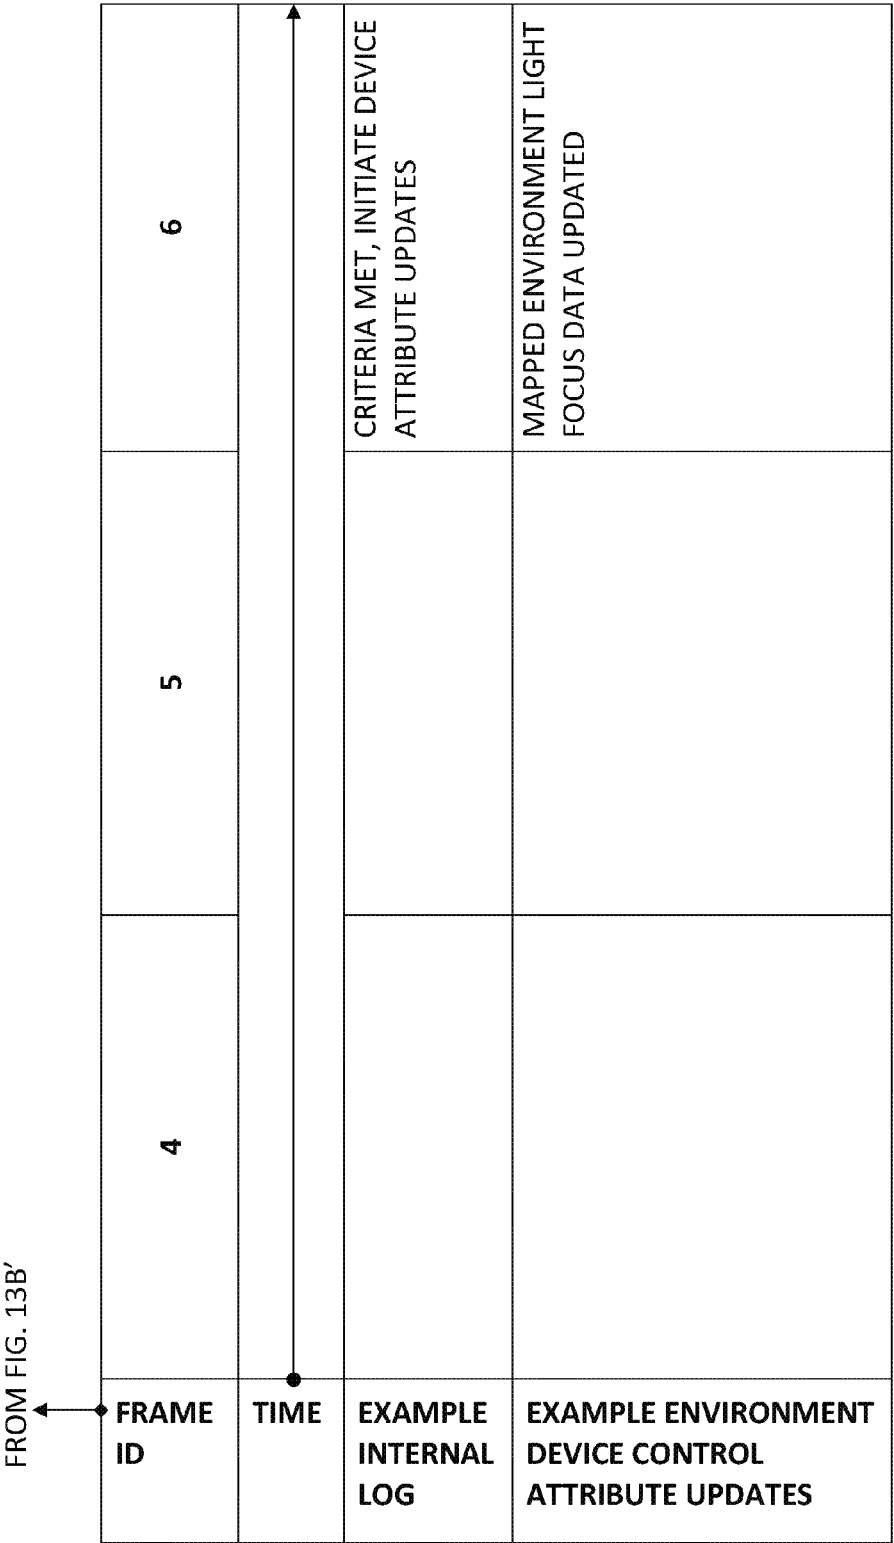 FROM FIG. 13B′
FRAME
ID
4
5
6
TIME
EXAMPLE
INTERNAL
LOG
CRITERIA MET, INITIATE DEVICE
ATTRIBUTE UPDATES
EXAMPLE ENVIRONMENT
DEVICE CONTROL
ATTRIBUTE UPDATES
MAPPED ENVIRONMENT LIGHT
FOCUS DATA UPDATED